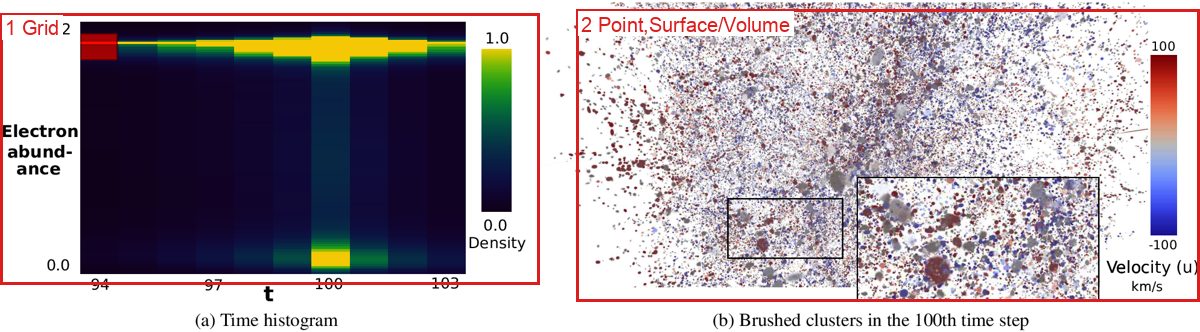 1 Grid
2
1.0
Electron
abund-
ance
0.0
Density
0.0
94
97
100
103
t
(a) Time histogram
2 Point,Surface/Volume
100
-100
Velocity (u)
km/s
(b) Brushed clusters in the 100th time step